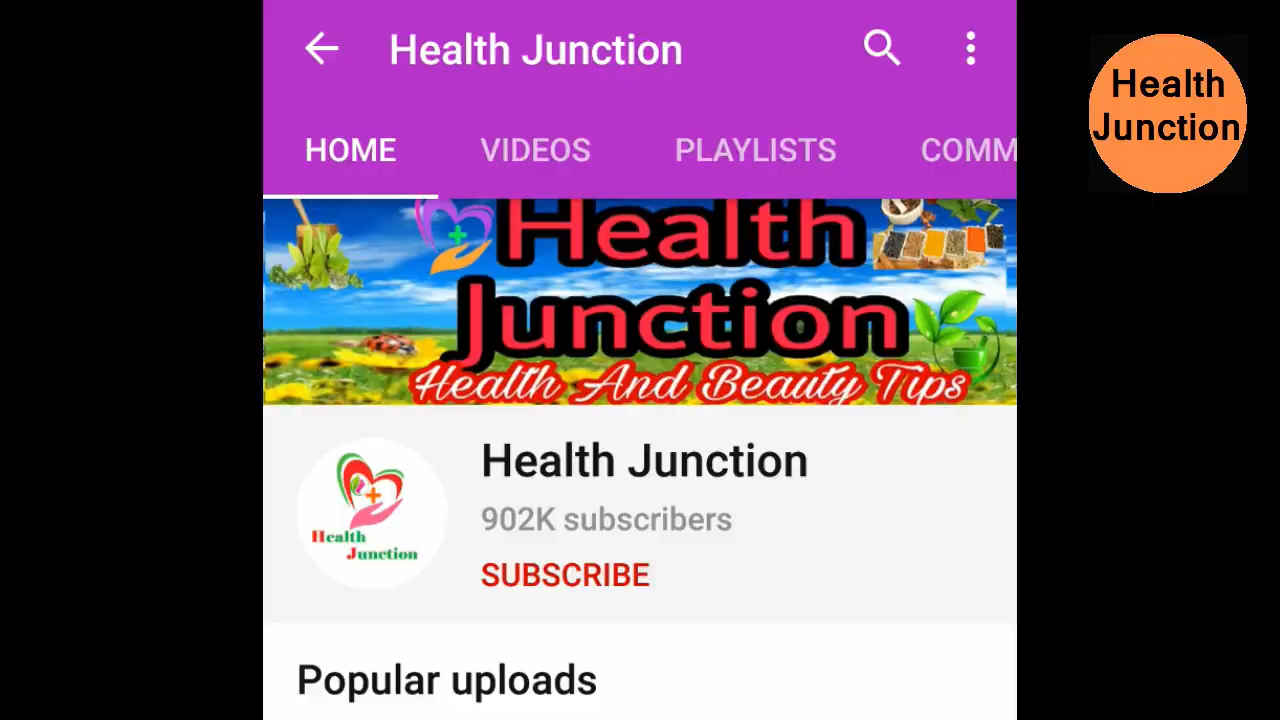 Health Junction
HOME VIDEOS PLAYLISTS COMM
Health
Junction
Health And Beauty Tips
Health
Junction
Health Junction
902K subscribers
SUBSCRIBE
Popular uploads
Health
Junction